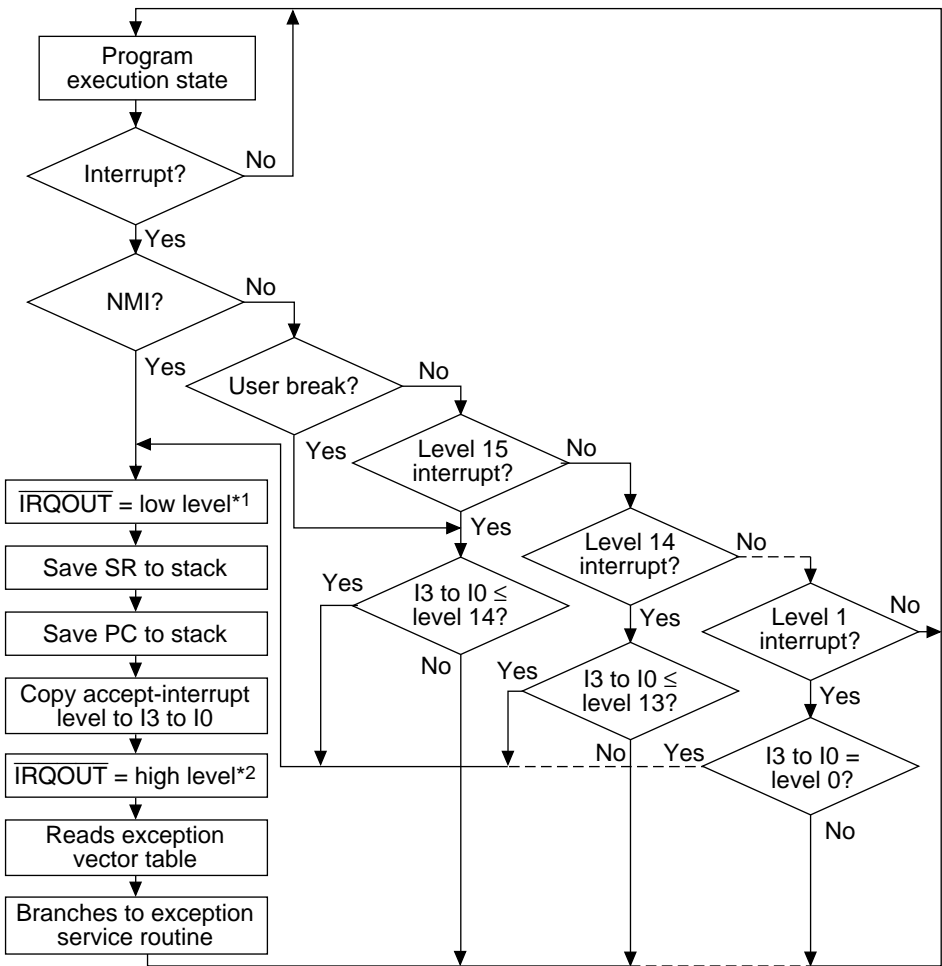 Program
execution state
Interrupt?
No
Yes
NMI?
No
Yes
User break?
No
Yes
Level 15
interrupt?
No
Yes
Level 14
interrupt?
No
Yes
Level 1
interrupt?
No
Yes
I3 to I0 ≤
level 14?
Yes
No
I3 to I0 ≤
level 13?
Yes
No
I3 to I0 =
level 0?
Yes
No
IRQOUT = low level*1
Save SR to stack
Save PC to stack
Copy accept-interrupt
level to I3 to I0
IRQOUT = high level*2
Reads exception
vector table
Branches to exception
service routine